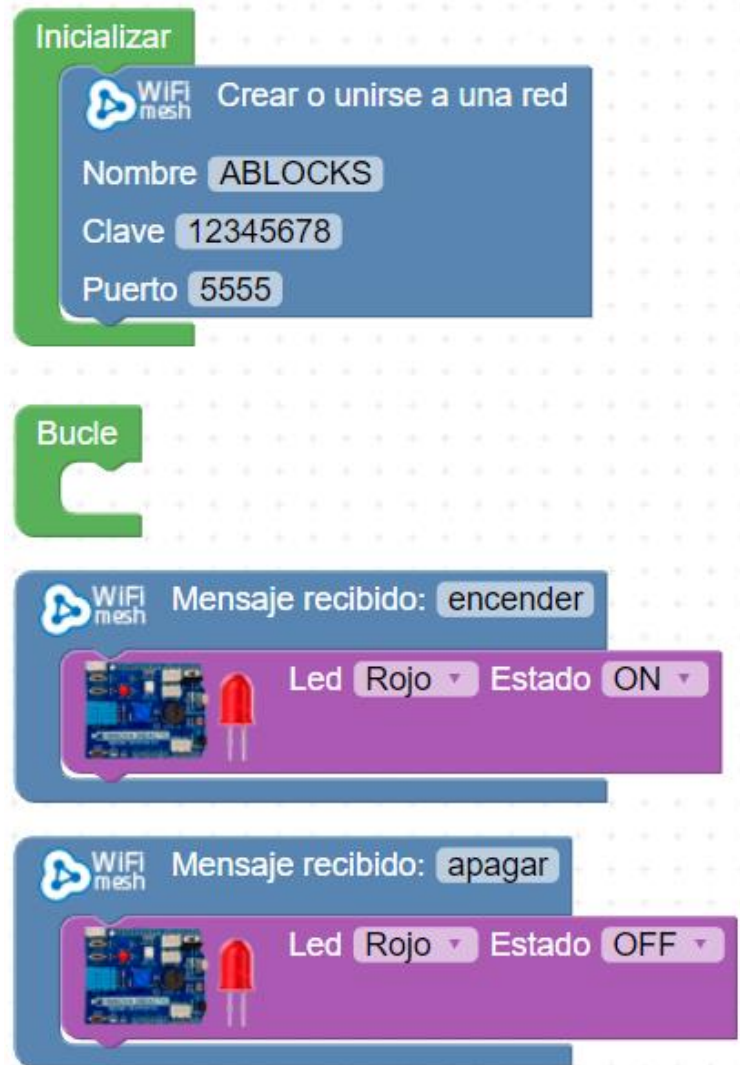 Inicializar
WiFi mesh Crear o unirse a una red
Nombre ABLOCKS
Clave 12345678
Puerto 5555
Bucle
WiFi mesh Mensaje recibido: encender
Led Rojo Estado ON
WiFi mesh Mensaje recibido: apagar
Led Rojo Estado OFF